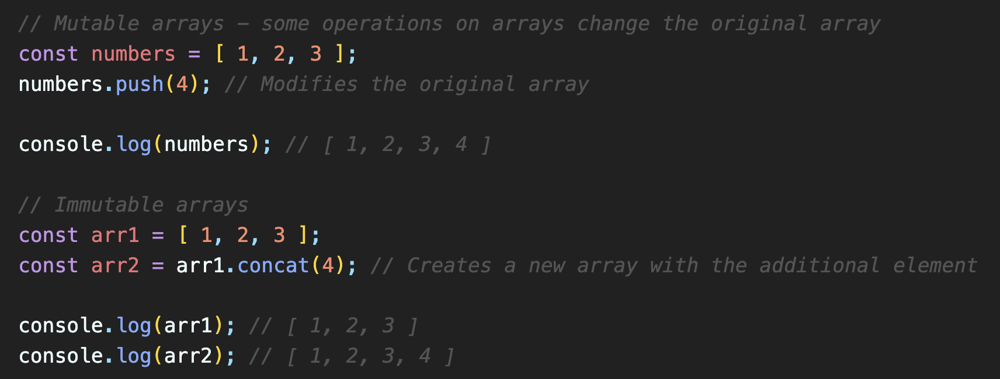 // Mutable arrays – some operations on arrays change the original array
const numbers = [ 1, 2, 3 ];
numbers.push(4); // Modifies the original array
console.log(numbers); // [ 1, 2, 3, 4 ]
// Immutable arrays
const arr1 = [ 1, 2, 3 ];
const arr2 = arr1.concat(4); // Creates a new array with the additional element
console.log(arr1); // [ 1, 2, 3 ]
console.log(arr2); // [ 1, 2, 3, 4 ]